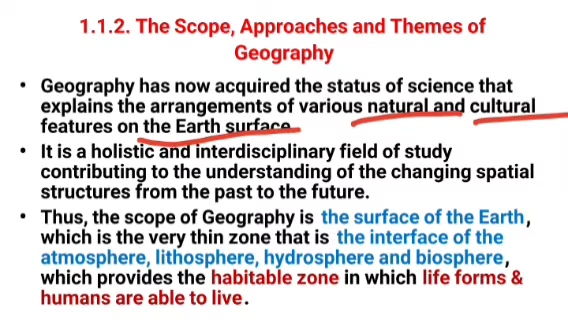 1.1.2. The Scope, Approaches and Themes of
Geography
• Geography has now acquired the status of science that
explains the arrangements of various natural and cultural
features on the Earth surface.
• It is a holistic and interdisciplinary field of study
contributing to the understanding of the changing spatial
structures from the past to the future.
• Thus, the scope of Geography is the surface of the Earth,
which is the very thin zone that is the interface of the
atmosphere, lithosphere, hydrosphere and biosphere,
which provides the habitable zone in which life forms &
humans are able to live.